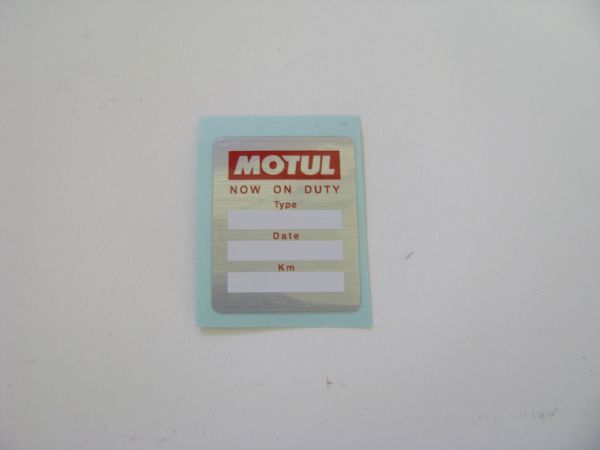 MOTUL
NOW ON DUTY
Type
Date
Km